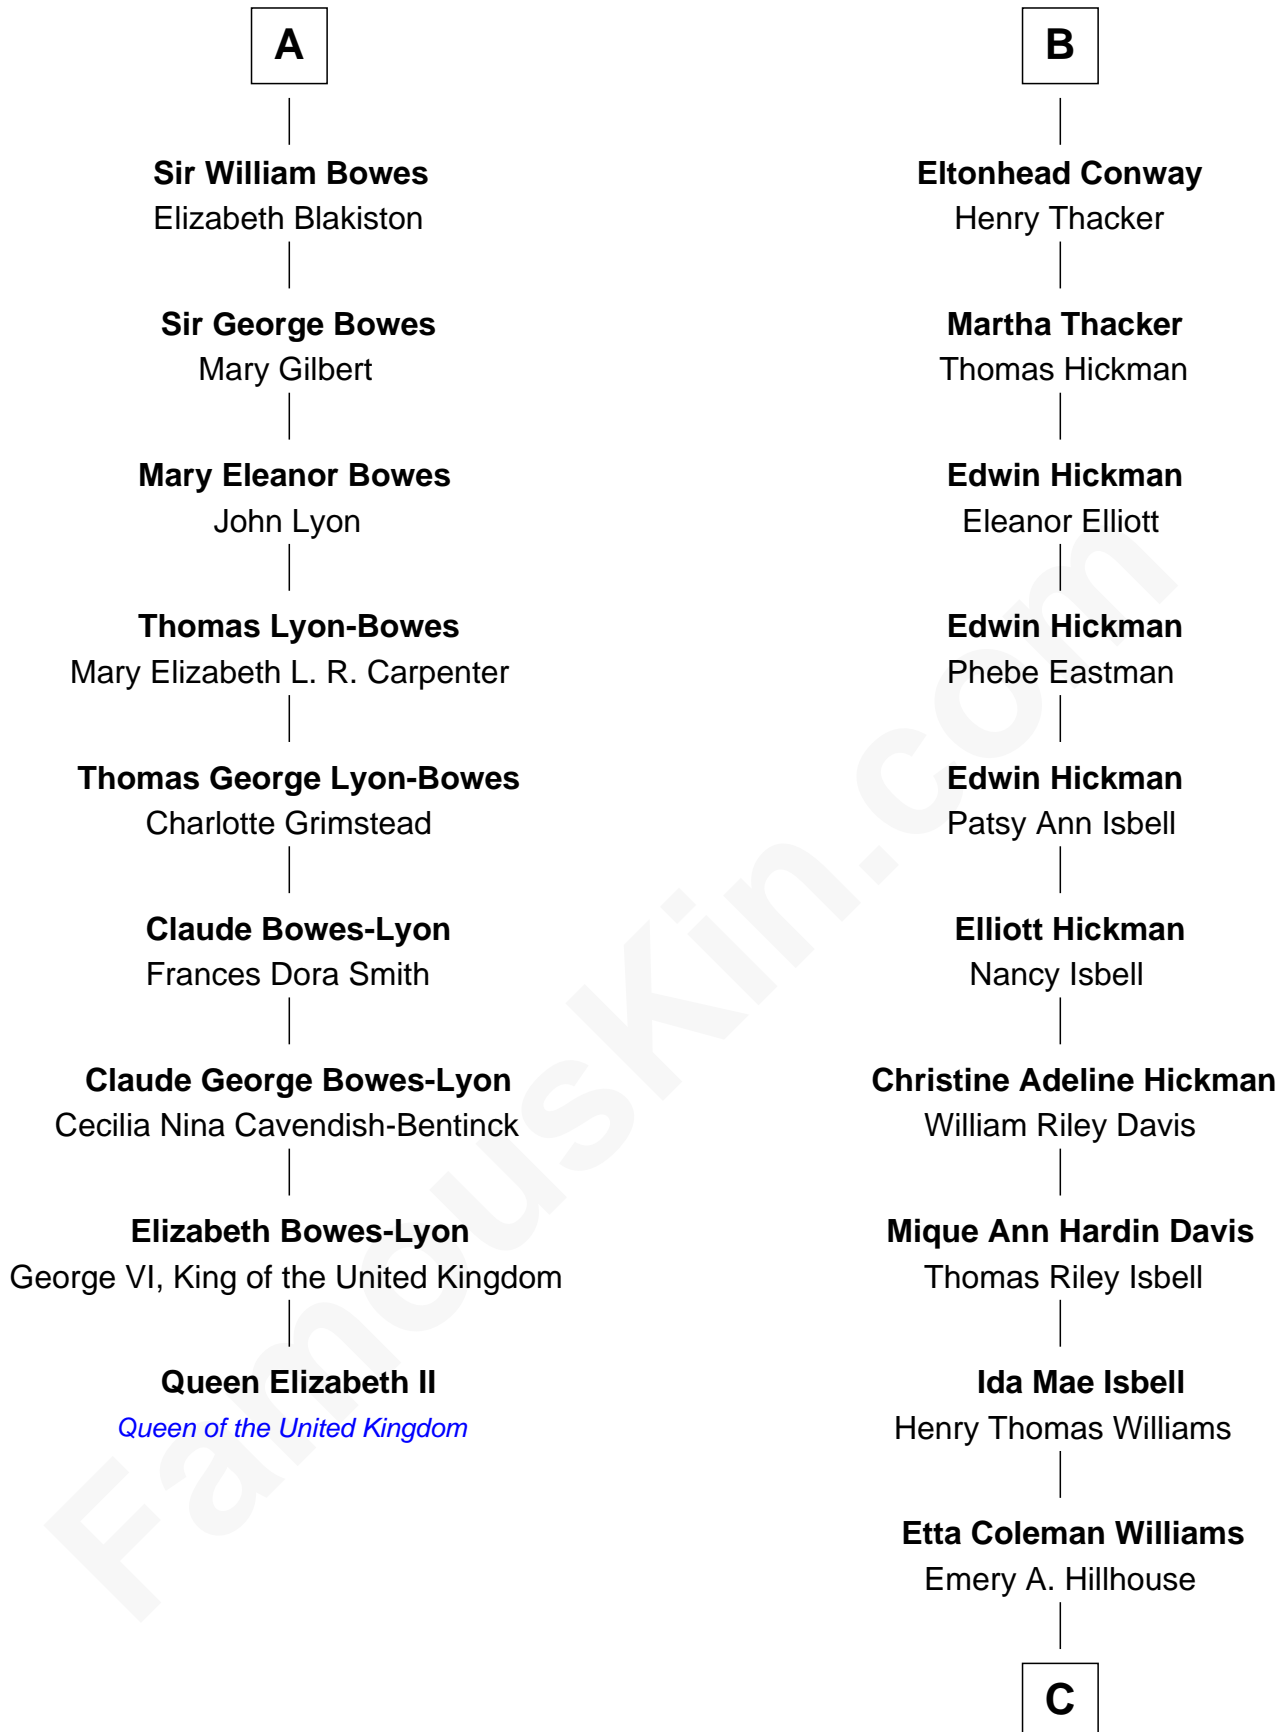 A
Sir William Bowes
Elizabeth Blakiston
Sir George Bowes
Mary Gilbert
Mary Eleanor Bowes
John Lyon
Thomas Lyon-Bowes
Mary Elizabeth L. R. Carpenter
Thomas George Lyon-Bowes
Charlotte Grimstead
Claude Bowes-Lyon
Frances Dora Smith
Claude George Bowes-Lyon
Cecilia Nina Cavendish-Bentinck
Elizabeth Bowes-Lyon
George VI, King of the United Kingdom
Queen Elizabeth II
Queen of the United Kingdom
B
Eltonhead Conway
Henry Thacker
Martha Thacker
Thomas Hickman
Edwin Hickman
Eleanor Elliott
Edwin Hickman
Phebe Eastman
Edwin Hickman
Patsy Ann Isbell
Elliott Hickman
Nancy Isbell
Christine Adeline Hickman
William Riley Davis
Mique Ann Hardin Davis
Thomas Riley Isbell
Ida Mae Isbell
Henry Thomas Williams
Etta Coleman Williams
Emery A. Hillhouse
C
FamousKin.com